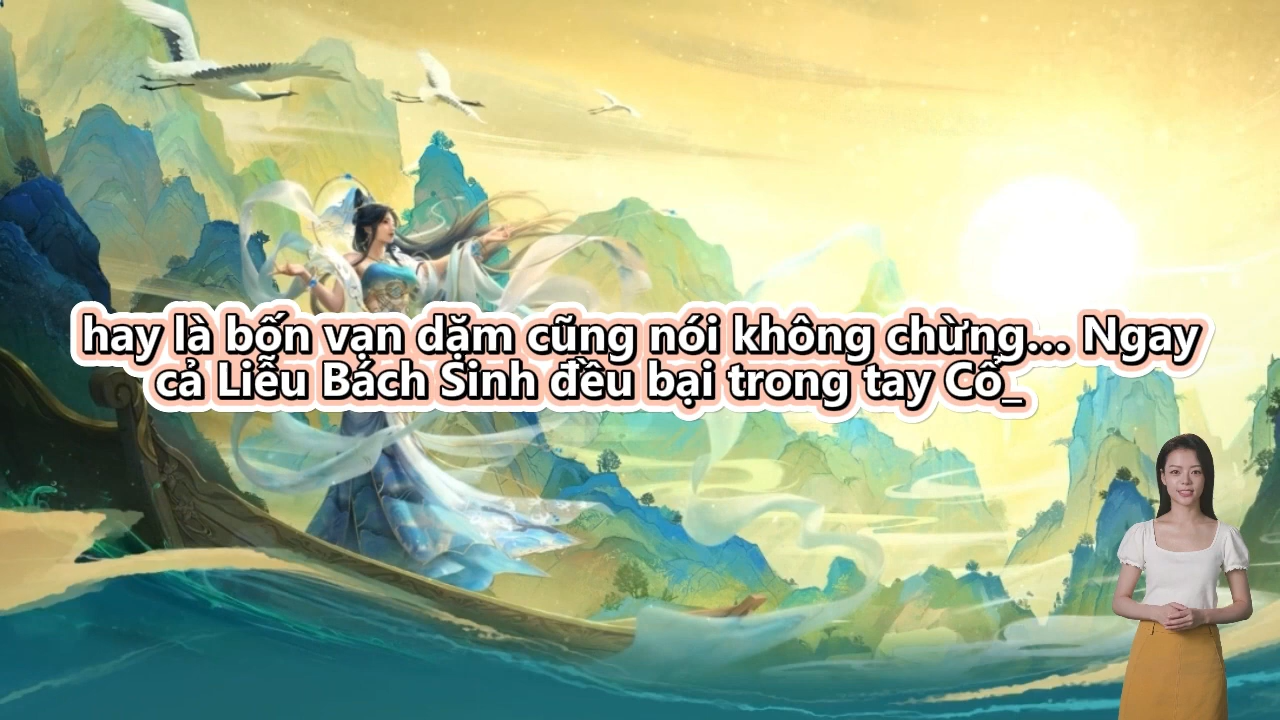 hay là bốn vạn dặm cũng nói không chừng... Ngay
cả Liễu Bách Sinh đều bại trong tay Cổ_